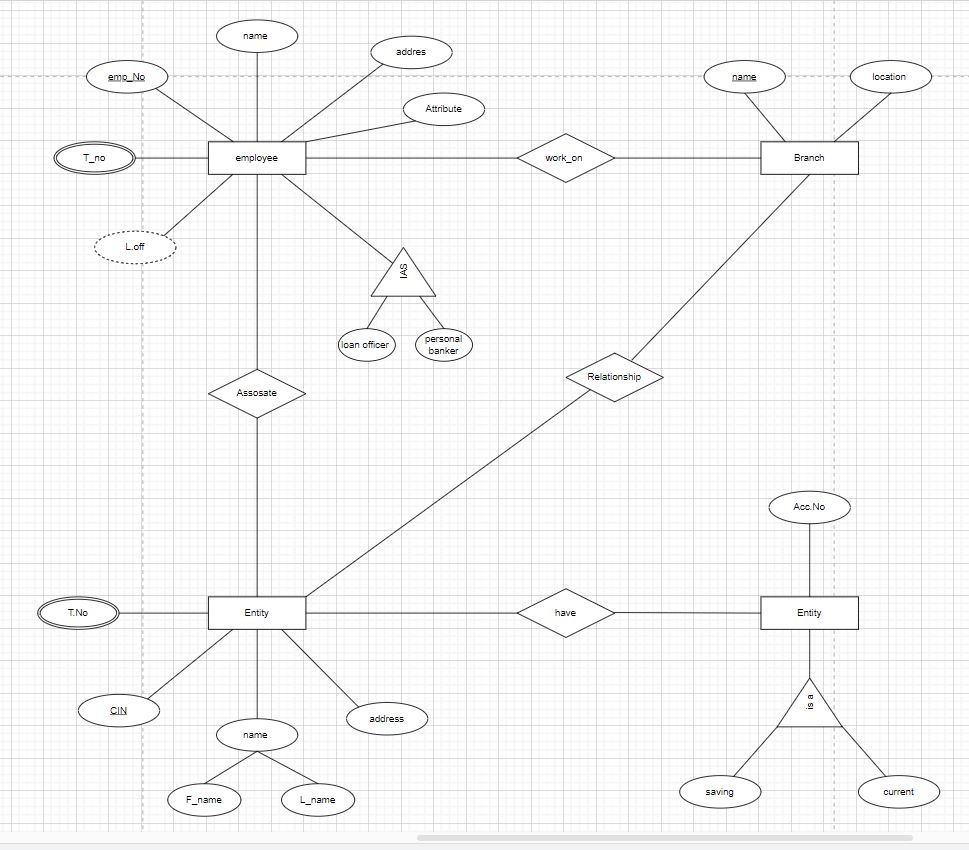 name
addres
emp_No
name
location
Attribute
T_no
employee
work_on
Branch
L.off
IAS
loan officer
personal
banker
Relationship
Assosate
Acc.No
T.No
Entity
have
Entity
is a
CIN
address
name
saving
current
F_name
L_name